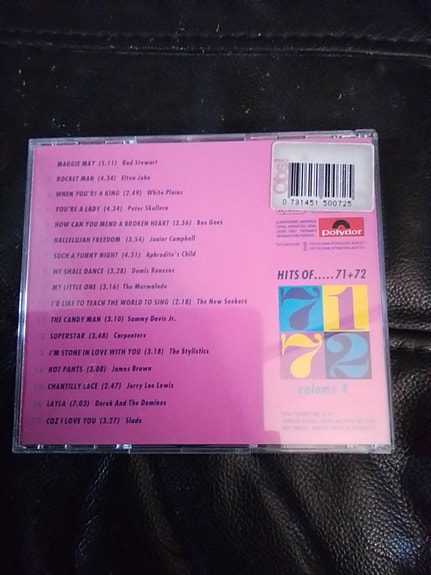 MAGGIE MAY (5.11) Rod Stewart
ROCKET MAN (4.34) Elton John
WHEN YOU'RE A KING (2.49) White Plains
YOU'RE A LADY (4.34) Peter Skellern
HOW CAN YOU MEND A BROKEN HEART (3.56) Bee Gees
HALLELUJAH FREEDOM (3.54) Junior Campbell
SUCH A FUNNY NIGHT (4.31) Aphrodite's Child
WE SHALL DANCE (3.28) Demis Roussos
MY LITTLE ONE (3.16) The Marmalade
I'D LIKE TO TEACH THE WORLD TO SING (2.18) The New Seekers
THE CANDY MAN (3.10) Sammy Davis Jr.
12 SUPERSTAR (3.48) Carpenters
13 I'M STONE IN LOVE WITH YOU (3.18) The Stylistics
14 HOT PANTS (3.08) James Brown
15 CHANTILLY LACE (2.47) Jerry Lee Lewis
16 LAYLA (7.03) Derek And The Dominos
17 COZ I LOVE YOU (3.27) Slade
0 731451 500725
Polydor
HITS OF.....71+72
71
72
volume 4